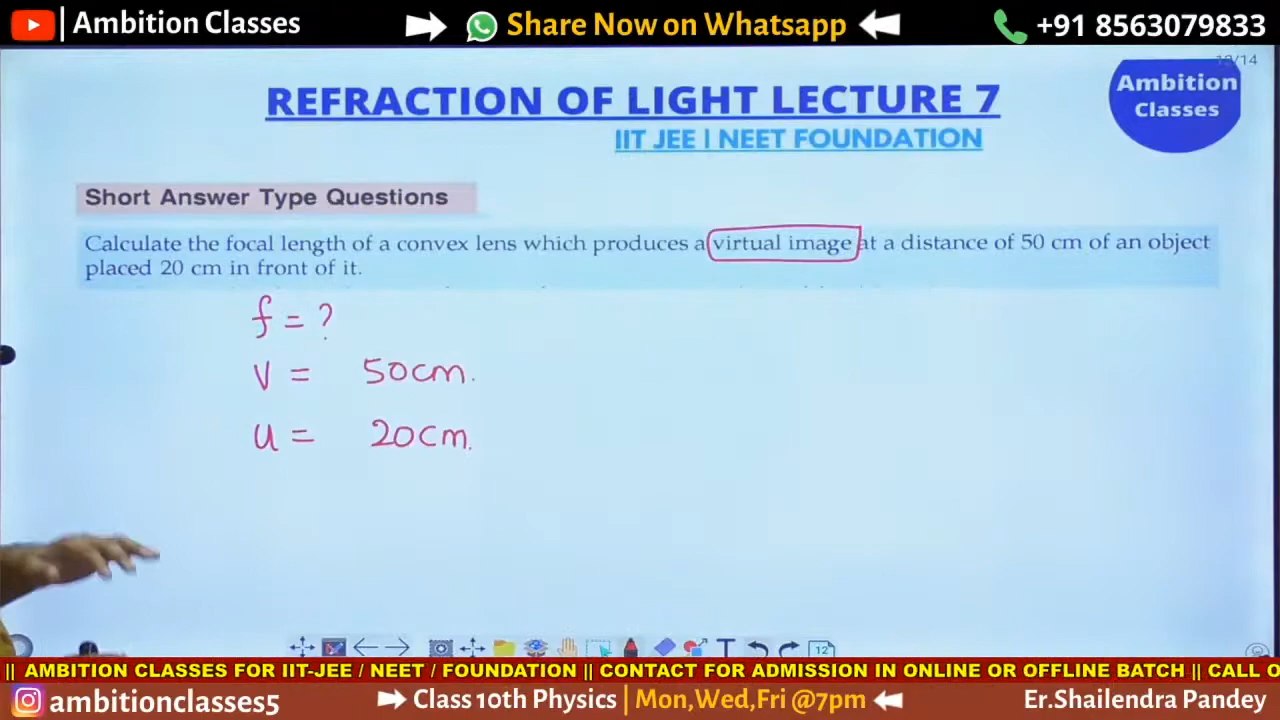 Ambition Classes
Share Now on Whatsapp
+91 8563079833
12/14
REFRACTION OF LIGHT LECTURE 7
Ambition
Classes
IIT JEE | NEET FOUNDATION
Short Answer Type Questions
Calculate the focal length of a convex lens which produces a virtual image at a distance of 50 cm of an object
placed 20 cm in front of it.
f = ?
v = 50cm.
u = 20cm.
T
12
|| AMBITION CLASSES FOR IIT-JEE / NEET / FOUNDATION || CONTACT FOR ADMISSION IN ONLINE OR OFFLINE BATCH || CALL O
ambitionclasses5
Class 10th Physics | Mon,Wed,Fri @7pm
Er.Shailendra Pandey